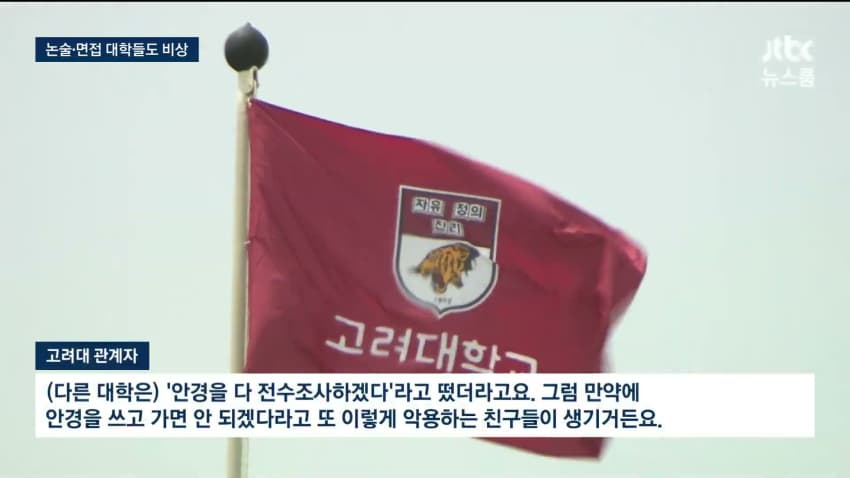 논술·면접 대학들도 비상
jtbc
뉴스룸
자유 정의
진리
1905
고려대학교
고려대 관계자
(다른 대학은) '안경을 다 전수조사하겠다'라고 떴더라고요. 그럼 만약에
안경을 쓰고 가면 안 되겠다라고 또 이렇게 악용하는 친구들이 생기거든요.